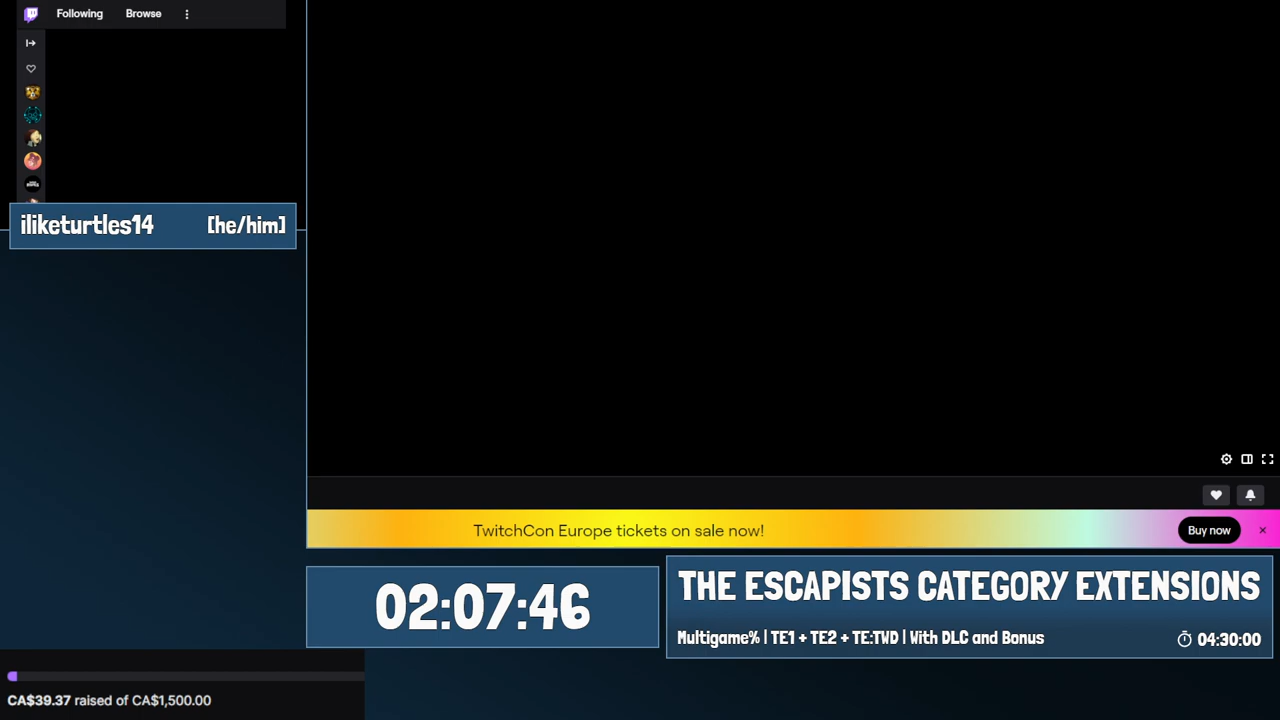 Following Browse
iliketurtles14 [he/him]
TwitchCon Europe tickets on sale now! Buy now
02:07:46
THE ESCAPISTS CATEGORY EXTENSIONS
Multigame% | TE1 + TE2 + TE:TWD | With DLC and Bonus 04:30:00
CA$39.37 raised of CA$1,500.00